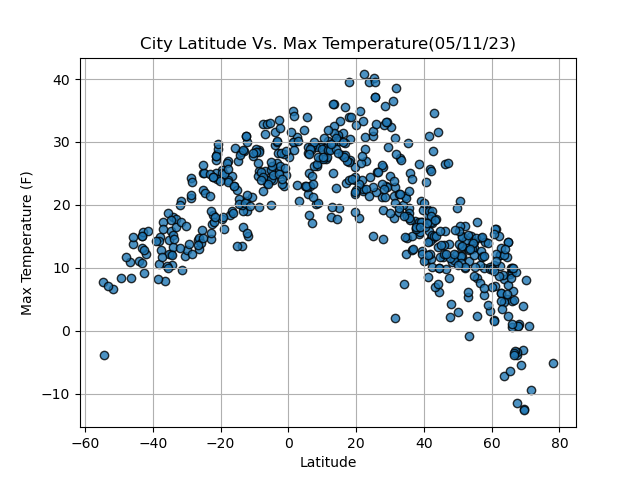 City Latitude Vs. Max Temperature(05/11/23)
40
30
20
10
0
−10
Max Temperature (F)
−60 −40 −20 0 20 40 60 80
Latitude